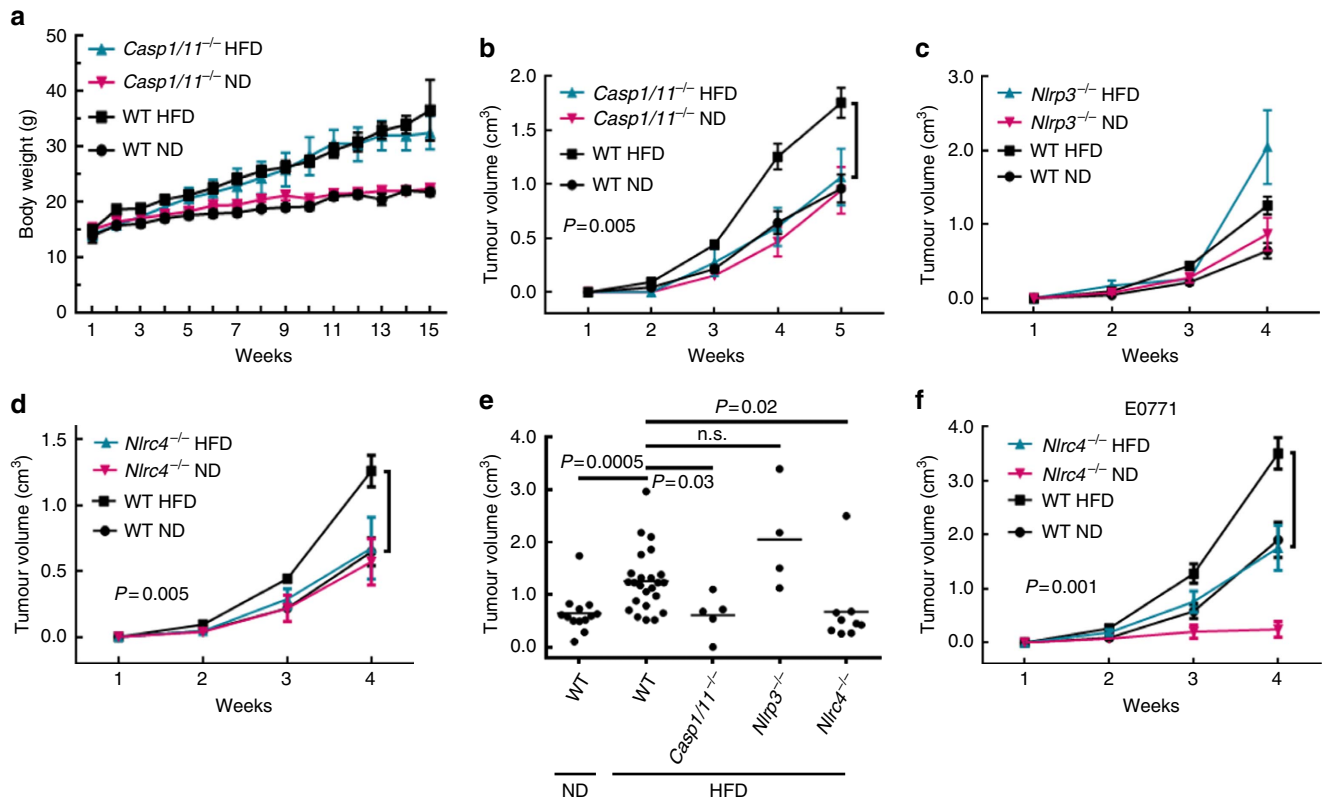 a
Body weight (g)
50
40
30
20
10
0
Casp1/11–/– HFD
Casp1/11–/– ND
WT HFD
WT ND
1 3 5 7 9 11 13 15
Weeks
b
Tumour volume (cm3)
2.0
1.5
1.0
0.5
0.0
Casp1/11–/– HFD
Casp1/11–/– ND
WT HFD
WT ND
P=0.005
1 2 3 4 5
Weeks
c
Tumour volume (cm3)
3.0
2.0
1.0
0.0
Nlrp3–/– HFD
Nlrp3–/– ND
WT HFD
WT ND
1 2 3 4
Weeks
d
Tumour volume (cm3)
1.5
1.0
0.5
0.0
Nlrc4–/– HFD
Nlrc4–/– ND
WT HFD
WT ND
P=0.005
1 2 3 4
Weeks
e
Tumour volume (cm3)
4.0
3.0
2.0
1.0
0.0
P=0.02
n.s.
P=0.0005
P=0.03
WT WT Casp1/11–/– Nlrp3–/– Nlrc4–/–
ND HFD
f
E0771
Tumour volume (cm3)
4.0
3.0
2.0
1.0
0.0
Nlrc4–/– HFD
Nlrc4–/– ND
WT HFD
WT ND
P=0.001
1 2 3 4
Weeks